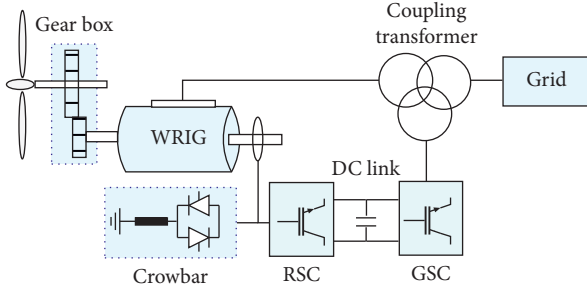 Gear box
Coupling
transformer
Grid
WRIG
DC link
Crowbar
RSC
GSC